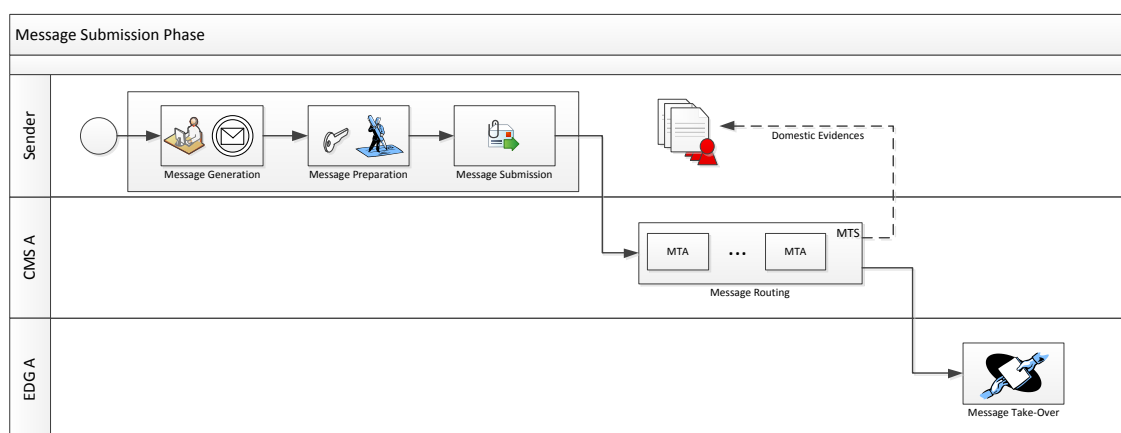 Message Submission Phase
Sender
Message Generation
Message Preparation
Message Submission
Domestic Evidences
CMS A
MTS
MTA
...
MTA
Message Routing
EDG A
Message Take-Over